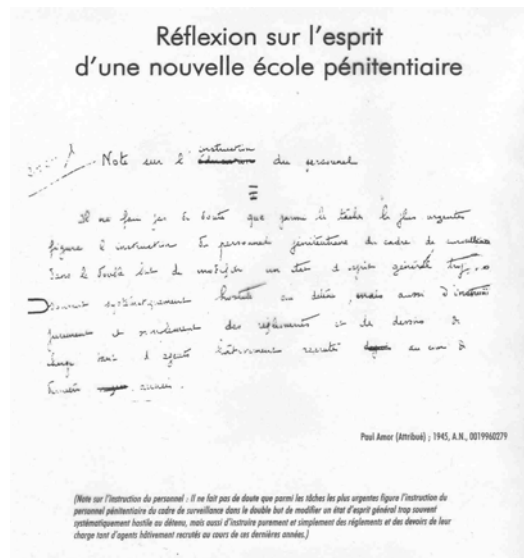 Réflexion sur l'esprit
d'une nouvelle école pénitentiaire
Note sur l' instruction du personnel
Il ne fait pas de doute que parmi les tâches les plus urgentes
figure l'instruction du personnel pénitentiaire du cadre de surveillance
dans le double but de modifier un état d'esprit général trop
souvent systématiquement hostile au détenu, mais aussi d'instruire
purement et simplement des règlements et des devoirs de
charge tant d'agents hâtivement recrutés au cours de
dernières années.
Paul Amor (Attribué) ; 1945, A.N., 0019960279
(Note sur l'instruction du personnel : Il ne fait pas de doute que parmi les tâches les plus urgentes figure l'instruction du
personnel pénitentiaire du cadre de surveillance dans le double but de modifier un état d'esprit général trop souvent
systématiquement hostile au détenu, mais aussi d'instruire purement et simplement des réglements et des devoirs de leur
charge tant d'agents hâtivement recrutés au cours de ces dernières années.)